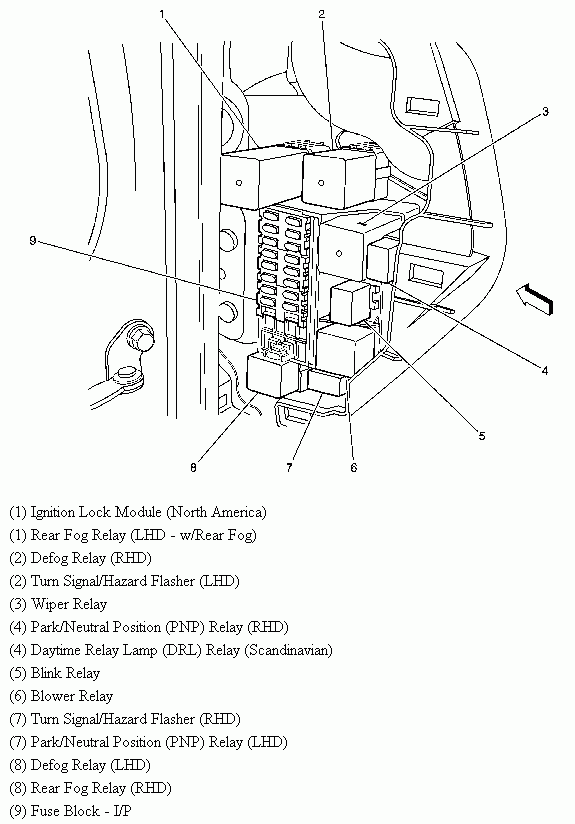 1
2
3
9
4
5
8
7
6
(1) Ignition Lock Module (North America)
(1) Rear Fog Relay (LHD - w/Rear Fog)
(2) Defog Relay (RHD)
(2) Turn Signal/Hazard Flasher (LHD)
(3) Wiper Relay
(4) Park/Neutral Position (PNP) Relay (RHD)
(4) Daytime Relay Lamp (DRL) Relay (Scandinavian)
(5) Blink Relay
(6) Blower Relay
(7) Turn Signal/Hazard Flasher (RHD)
(7) Park/Neutral Position (PNP) Relay (LHD)
(8) Defog Relay (LHD)
(8) Rear Fog Relay (RHD)
(9) Fuse Block - I/P